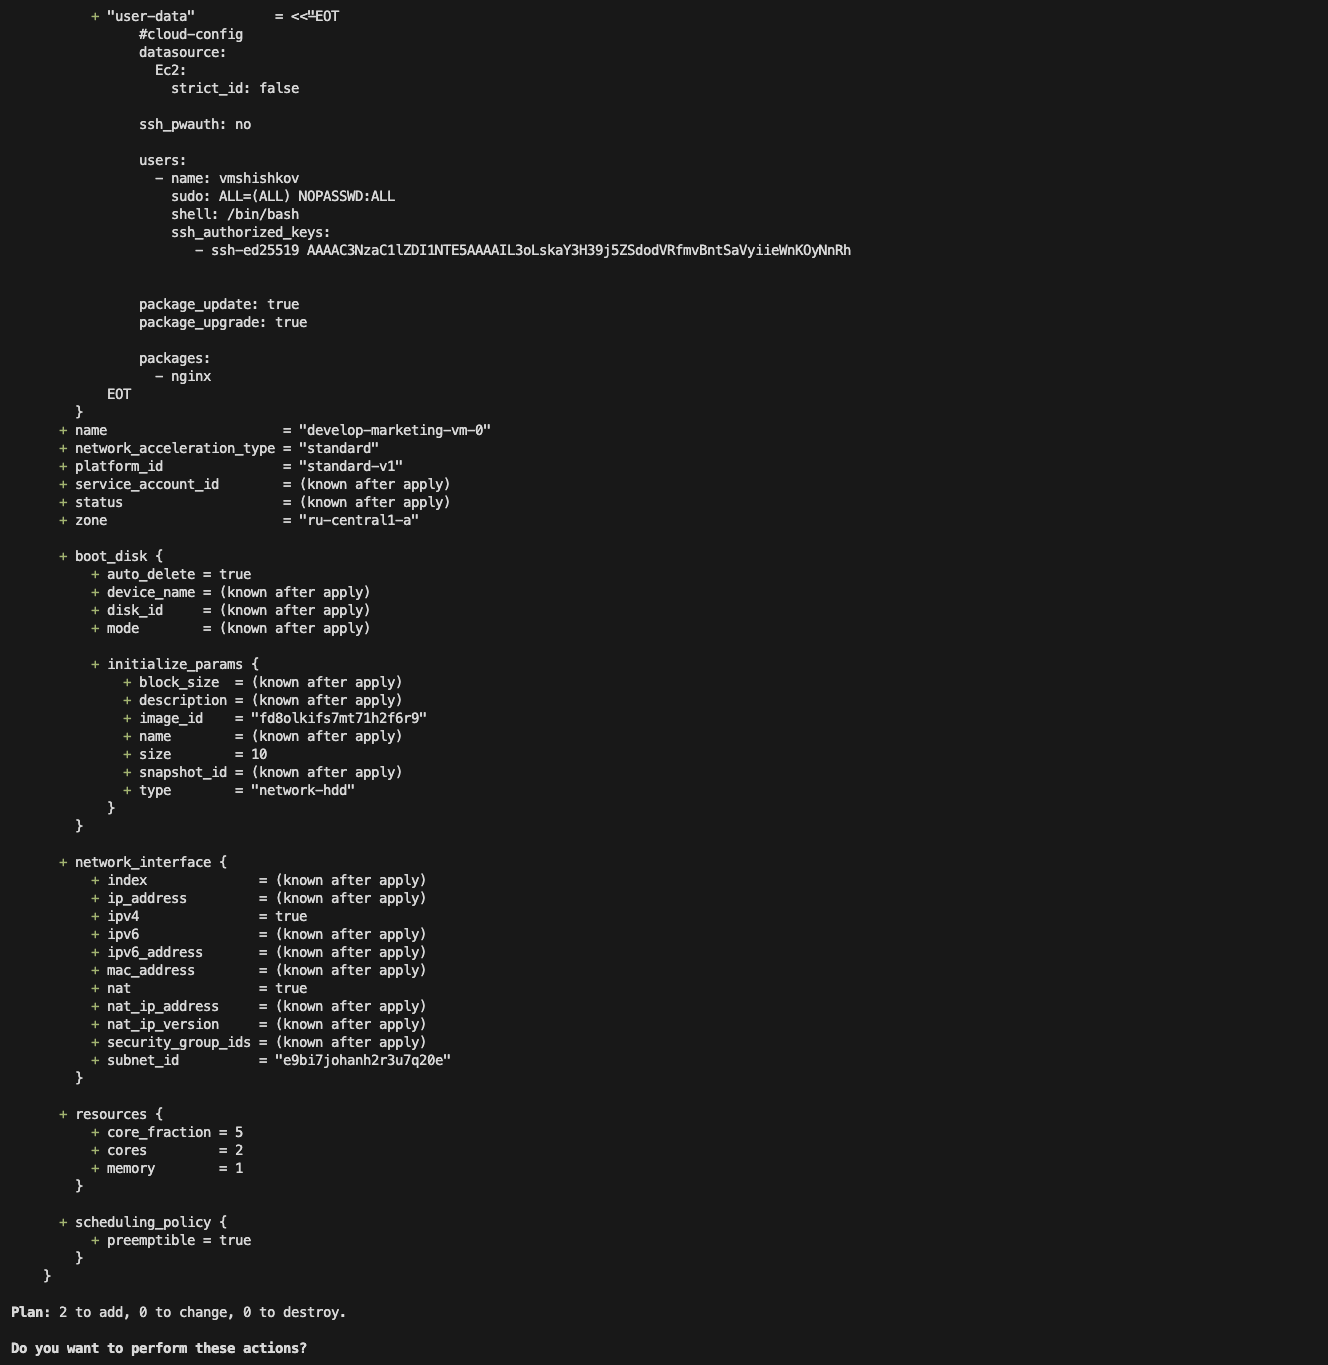 + "user-data"          = <<-EOT
#cloud-config
datasource:
Ec2:
strict_id: false
ssh_pwauth: no
users:
- name: vmshishkov
sudo: ALL=(ALL) NOPASSWD:ALL
shell: /bin/bash
ssh_authorized_keys:
- ssh-ed25519 AAAAC3NzaC1lZDI1NTE5AAAAIL3oLskaY3H39j5ZSdodVRfmvBntSaVyiieWnKOyNnRh
package_update: true
package_upgrade: true
packages:
- nginx
EOT
}
+ name                      = "develop-marketing-vm-0"
+ network_acceleration_type = "standard"
+ platform_id               = "standard-v1"
+ service_account_id        = (known after apply)
+ status                    = (known after apply)
+ zone                      = "ru-central1-a"
+ boot_disk {
+ auto_delete = true
+ device_name = (known after apply)
+ disk_id     = (known after apply)
+ mode        = (known after apply)
+ initialize_params {
+ block_size  = (known after apply)
+ description = (known after apply)
+ image_id    = "fd8olkifs7mt71h2f6r9"
+ name        = (known after apply)
+ size        = 10
+ snapshot_id = (known after apply)
+ type        = "network-hdd"
}
}
+ network_interface {
+ index              = (known after apply)
+ ip_address         = (known after apply)
+ ipv4               = true
+ ipv6               = (known after apply)
+ ipv6_address       = (known after apply)
+ mac_address        = (known after apply)
+ nat                = true
+ nat_ip_address     = (known after apply)
+ nat_ip_version     = (known after apply)
+ security_group_ids = (known after apply)
+ subnet_id          = "e9bi7johanh2r3u7q20e"
}
+ resources {
+ core_fraction = 5
+ cores         = 2
+ memory        = 1
}
+ scheduling_policy {
+ preemptible = true
}
}
Plan: 2 to add, 0 to change, 0 to destroy.
Do you want to perform these actions?